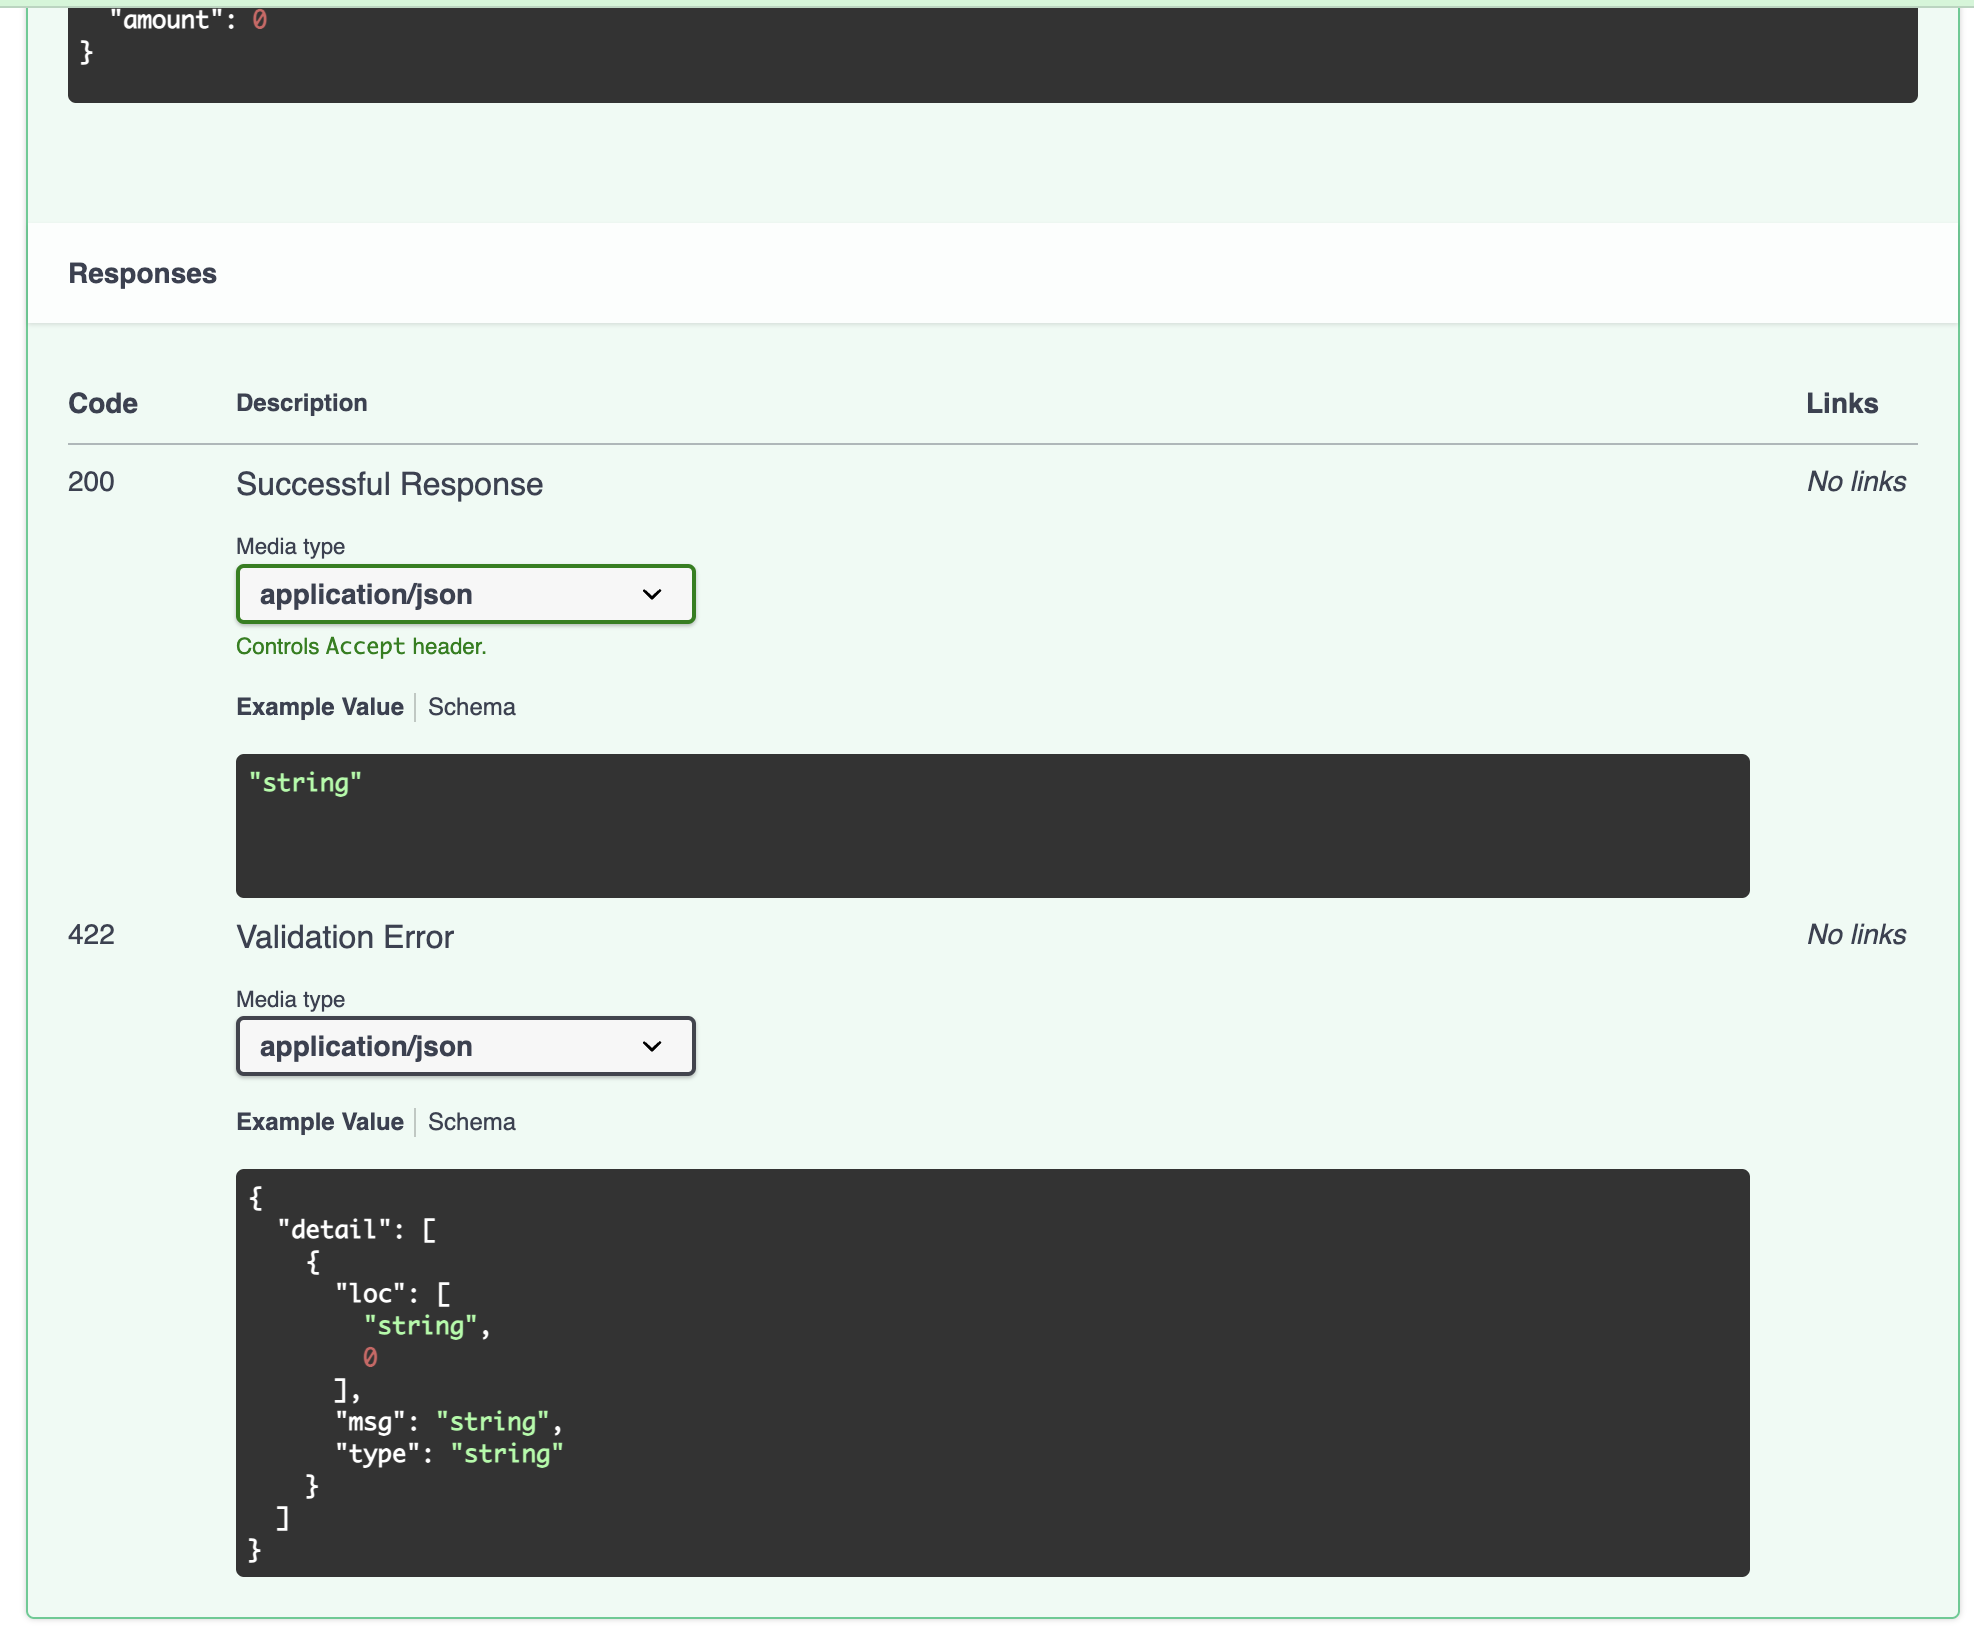 "amount": 0
}
Responses
Code Description Links
200 Successful Response No links
Media type
application/json
Controls Accept header.
Example Value Schema
"string"
422 Validation Error No links
Media type
application/json
Example Value Schema
{
"detail": [
{
"loc": [
"string",
0
],
"msg": "string",
"type": "string"
}
]
}